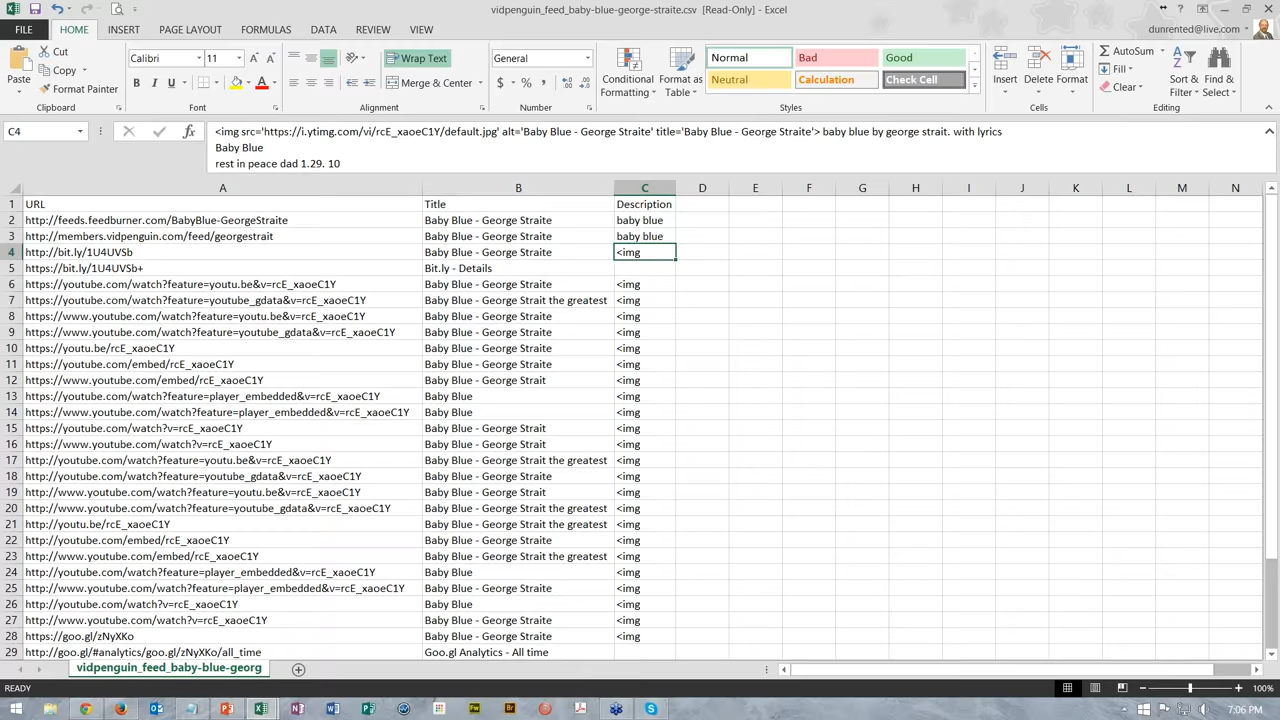 vidpenguin_feed_baby-blue-george-straite.csv [Read-Only] - Excel
FILE HOME INSERT PAGE LAYOUT FORMULAS DATA REVIEW VIEW dunrented@live.com
Paste
Cut
Copy
Format Painter
Clipboard
Calibri 11
B I U
Font
Wrap Text
Merge & Center
Alignment
General
$ % ,
Number
Conditional Formatting
Format as Table
Normal Bad Good
Neutral Calculation Check Cell
Styles
Insert Delete Format
Cells
AutoSum
Fill
Clear
Sort & Filter
Find & Select
Editing
C4
<img src='https://i.ytimg.com/vi/rcE_xaoeC1Y/default.jpg' alt='Baby Blue - George Straite' title='Baby Blue - George Straite'> baby blue by george strait. with lyrics
Baby Blue
rest in peace dad 1.29. 10
A B C D E F G H I J K L M N
1 URL Title Description
2 http://feeds.feedburner.com/BabyBlue-GeorgeStraite Baby Blue - George Straite baby blue
3 http://members.vidpenguin.com/feed/georgestrait Baby Blue - George Straite baby blue
4 http://bit.ly/1U4UVSb Baby Blue - George Straite <img
5 https://bit.ly/1U4UVSb+ Bit.ly - Details
6 https://youtube.com/watch?feature=youtu.be&v=rcE_xaoeC1Y Baby Blue - George Straite <img
7 https://youtube.com/watch?feature=youtube_gdata&v=rcE_xaoeC1Y Baby Blue - George Strait the greatest <img
8 https://www.youtube.com/watch?feature=youtu.be&v=rcE_xaoeC1Y Baby Blue - George Straite <img
9 https://www.youtube.com/watch?feature=youtube_gdata&v=rcE_xaoeC1Y Baby Blue - George Straite <img
10 https://youtu.be/rcE_xaoeC1Y Baby Blue - George Straite <img
11 https://youtube.com/embed/rcE_xaoeC1Y Baby Blue - George Straite <img
12 https://www.youtube.com/embed/rcE_xaoeC1Y Baby Blue - George Strait <img
13 https://youtube.com/watch?feature=player_embedded&v=rcE_xaoeC1Y Baby Blue <img
14 https://www.youtube.com/watch?feature=player_embedded&v=rcE_xaoeC1Y Baby Blue <img
15 https://youtube.com/watch?v=rcE_xaoeC1Y Baby Blue - George Strait <img
16 https://www.youtube.com/watch?v=rcE_xaoeC1Y Baby Blue - George Strait <img
17 http://youtube.com/watch?feature=youtu.be&v=rcE_xaoeC1Y Baby Blue - George Strait the greatest <img
18 http://youtube.com/watch?feature=youtube_gdata&v=rcE_xaoeC1Y Baby Blue - George Straite <img
19 http://www.youtube.com/watch?feature=youtu.be&v=rcE_xaoeC1Y Baby Blue - George Strait <img
20 http://www.youtube.com/watch?feature=youtube_gdata&v=rcE_xaoeC1Y Baby Blue - George Strait the greatest <img
21 http://youtu.be/rcE_xaoeC1Y Baby Blue - George Strait the greatest <img
22 http://youtube.com/embed/rcE_xaoeC1Y Baby Blue - George Straite <img
23 http://www.youtube.com/embed/rcE_xaoeC1Y Baby Blue - George Strait the greatest <img
24 http://youtube.com/watch?feature=player_embedded&v=rcE_xaoeC1Y Baby Blue <img
25 http://www.youtube.com/watch?feature=player_embedded&v=rcE_xaoeC1Y Baby Blue - George Straite <img
26 http://youtube.com/watch?v=rcE_xaoeC1Y Baby Blue <img
27 http://www.youtube.com/watch?v=rcE_xaoeC1Y Baby Blue - George Straite <img
28 https://goo.gl/zNyXKo Baby Blue - George Straite <img
29 http://goo.gl/#analytics/goo.gl/zNyXKo/all_time Goo.gl Analytics - All time
vidpenguin_feed_baby-blue-georg
READY 100%
7:06 PM